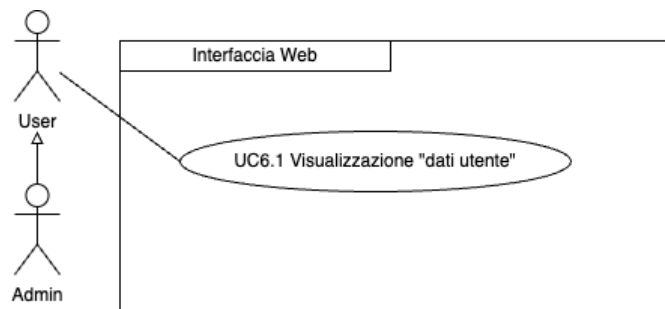 Interfaccia Web
User
UC6.1 Visualizzazione "dati utente"
Admin